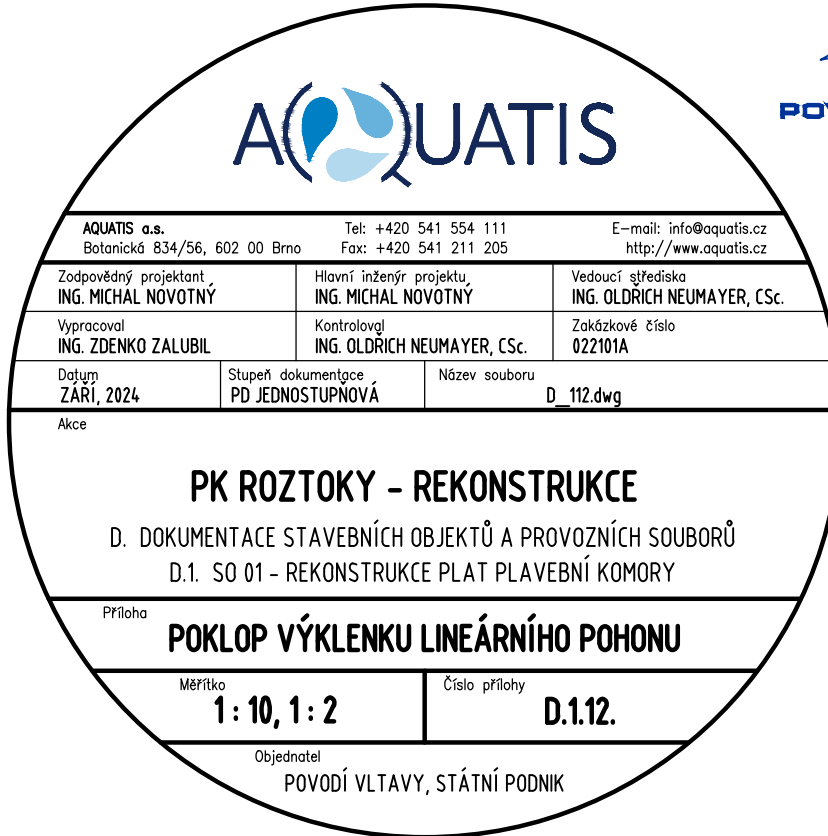 AQUATIS
POV
AQUATIS a.s. Tel: +420 541 554 111 E-mail: info@aquatis.cz
Botanická 834/56, 602 00 Brno Fax: +420 541 211 205 http://www.aquatis.cz
Zodpovědný projektant Hlavní inženýr projektu Vedoucí střediska
ING. MICHAL NOVOTNÝ ING. MICHAL NOVOTNÝ ING. OLDŘICH NEUMAYER, CSc.
Vypracoval Kontroloval Zakázkové číslo
ING. ZDENKO ZALUBIL ING. OLDŘICH NEUMAYER, CSc. 022101A
Datum Stupeň dokumentace Název souboru
ZÁŘÍ, 2024 PD JEDNOSTUPŇOVÁ D_112.dwg
Akce
PK ROZTOKY - REKONSTRUKCE
D. DOKUMENTACE STAVEBNÍCH OBJEKTŮ A PROVOZNÍCH SOUBORŮ
D.1. SO 01 - REKONSTRUKCE PLAT PLAVEBNÍ KOMORY
Příloha
POKLOP VÝKLENKU LINEÁRNÍHO POHONU
Měřítko Číslo přílohy
1 : 10, 1 : 2 D.1.12.
Objednatel
POVODÍ VLTAVY, STÁTNÍ PODNIK